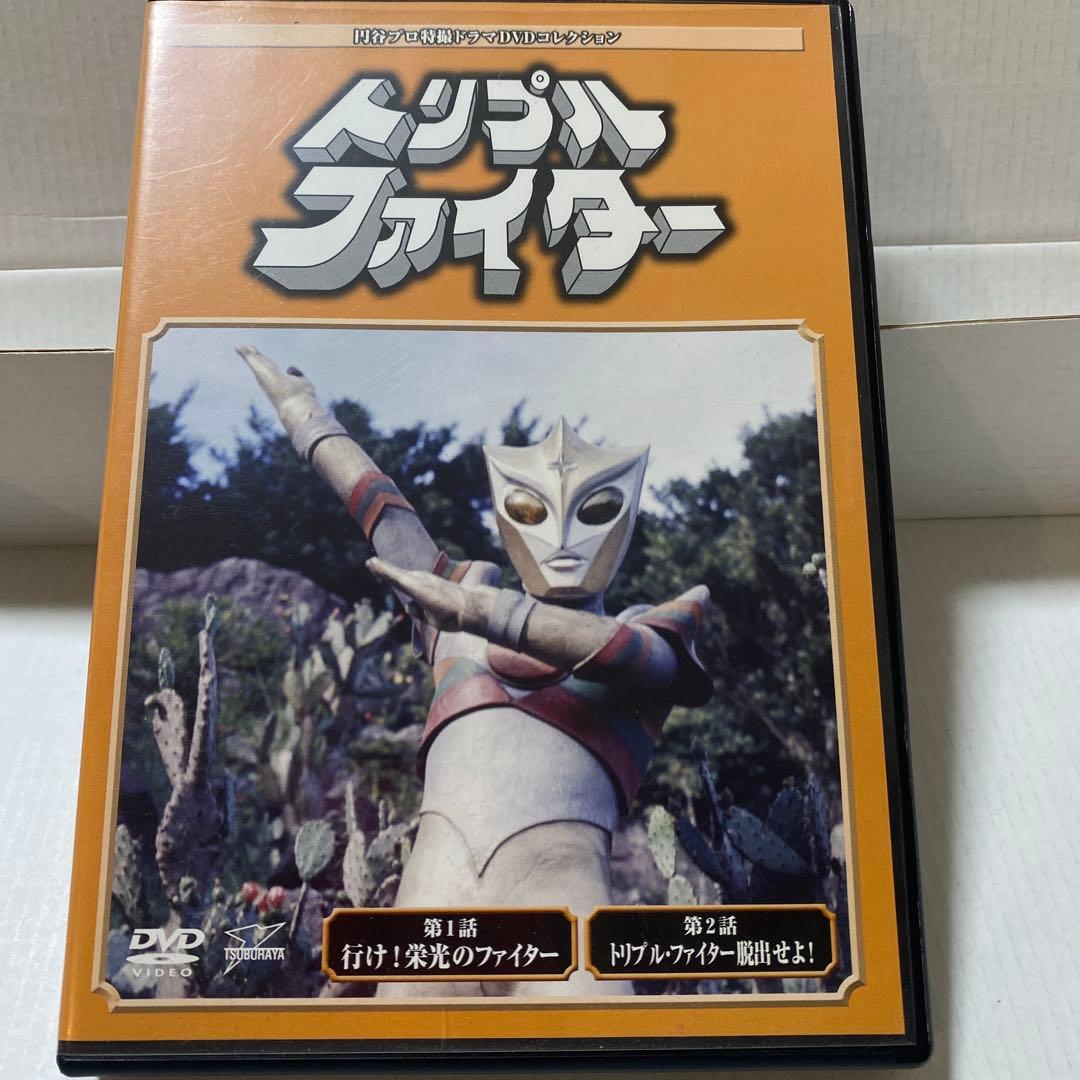 円谷プロ特撮ドラマDVDコレクション
トリプル
ファイター
第1話
行け!栄光のファイター
第2話
トリプル・ファイター脱出せよ!
DVD
VIDEO
TSUBURAYA